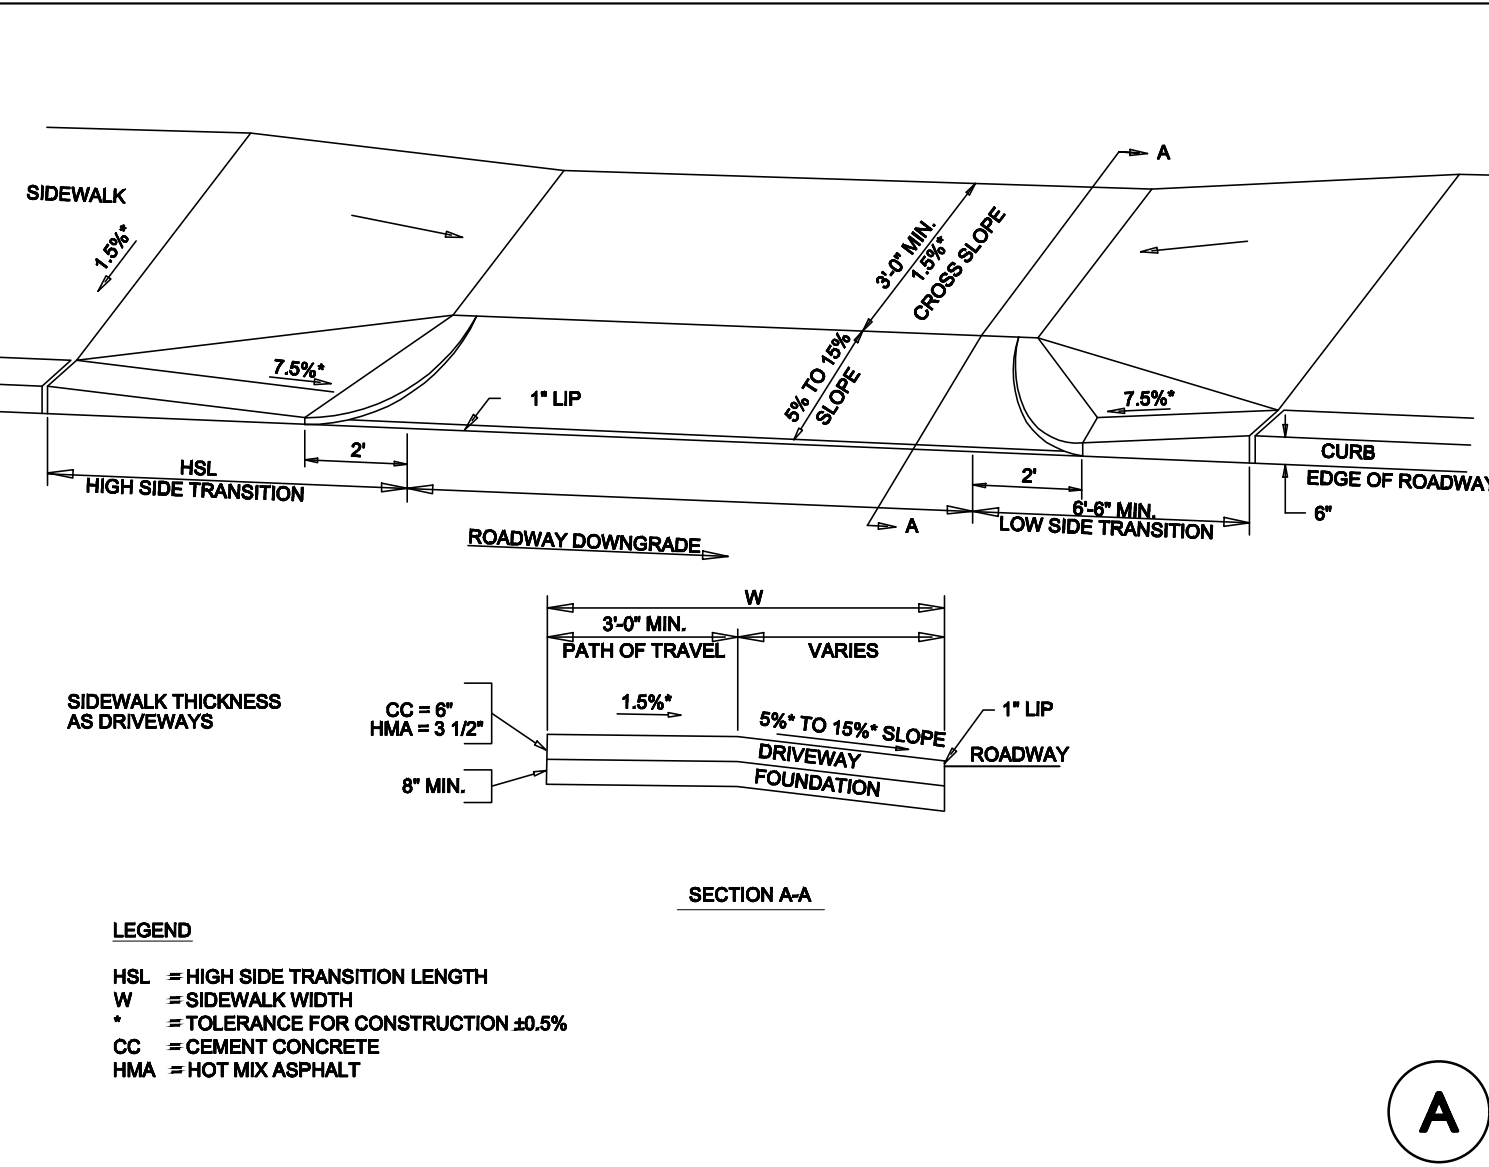 A
SIDEWALK
1.5%*
3'-0" MIN.
1.5%*
CROSS SLOPE
5% TO 15%
SLOPE
7.5%*
1" LIP
7.5%*
2'
HSL
HIGH SIDE TRANSITION
CURB
EDGE OF ROADWAY
2'
6'-6" MIN.
LOW SIDE TRANSITION
6"
A
ROADWAY DOWNGRADE
W
3'-0" MIN.
PATH OF TRAVEL
VARIES
SIDEWALK THICKNESS
AS DRIVEWAYS
CC = 6"
HMA = 3 1/2"
1.5%*
5%* TO 15%* SLOPE
1" LIP
ROADWAY
DRIVEWAY
FOUNDATION
8" MIN.
SECTION A-A
LEGEND
HSL = HIGH SIDE TRANSITION LENGTH
W = SIDEWALK WIDTH
* = TOLERANCE FOR CONSTRUCTION ±0.5%
CC = CEMENT CONCRETE
HMA = HOT MIX ASPHALT
A